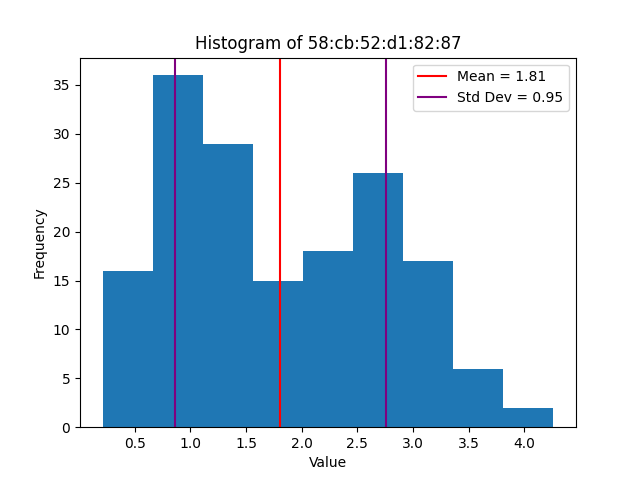 Histogram of 58:cb:52:d1:82:87
Mean = 1.81
Std Dev = 0.95
Frequency
35
30
25
20
15
10
5
0
0.5 1.0 1.5 2.0 2.5 3.0 3.5 4.0
Value